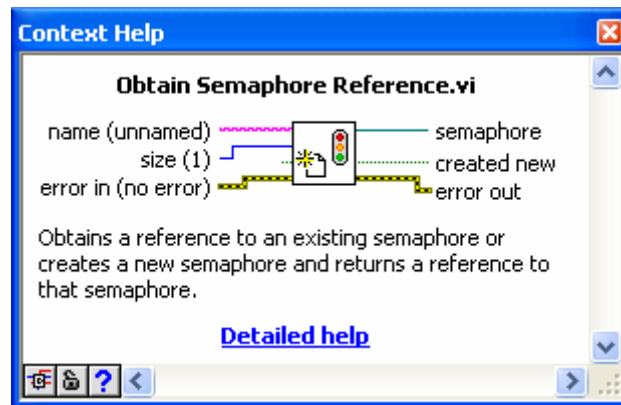 Context Help
Obtain Semaphore Reference.vi
name (unnamed) semaphore
size (1) created new
error in (no error) error out
Obtains a reference to an existing semaphore or
creates a new semaphore and returns a reference to
that semaphore.
Detailed help
?